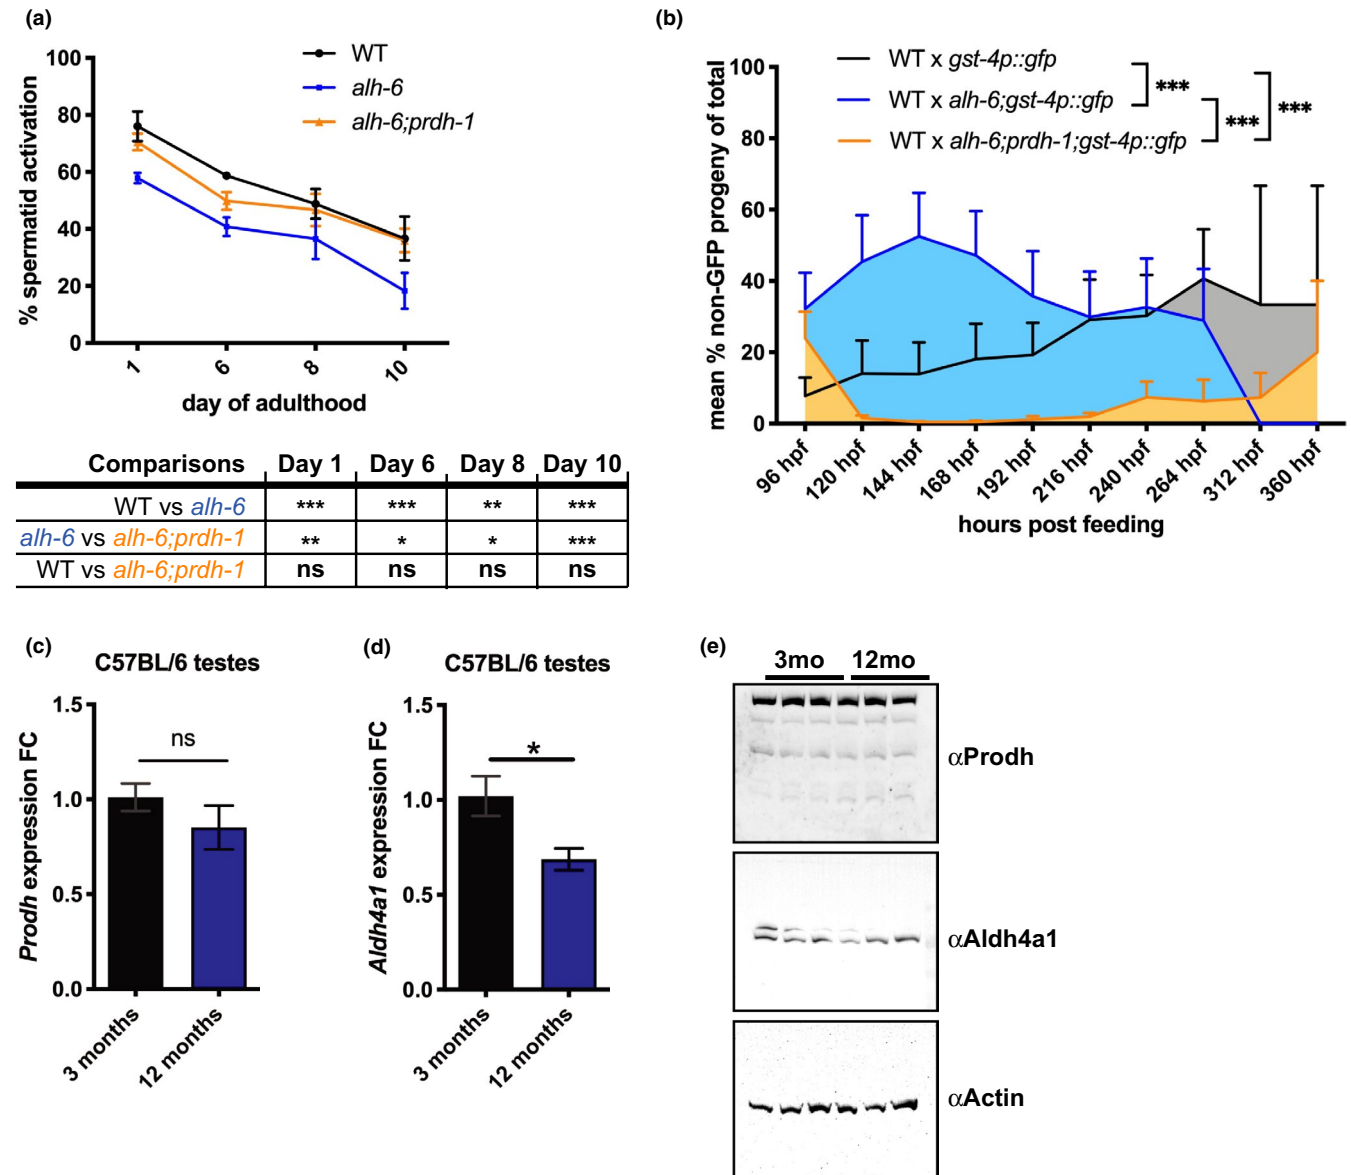 (a)
100
80
60
40
20
0
% spermatid activation
WT
alh-6
alh-6;prdh-1
1
6
8
10
day of adulthood
Comparisons Day 1 Day 6 Day 8 Day 10
WT vs alh-6 *** *** ** ***
alh-6 vs alh-6;prdh-1 ** * * ***
WT vs alh-6;prdh-1 ns ns ns ns
(b)
100
80
60
40
20
0
mean % non-GFP progeny of total
WT x gst-4p::gfp
WT x alh-6;gst-4p::gfp
WT x alh-6;prdh-1;gst-4p::gfp
***
***
***
96 hpf
120 hpf
144 hpf
168 hpf
192 hpf
216 hpf
240 hpf
264 hpf
312 hpf
360 hpf
hours post feeding
(c)
C57BL/6 testes
1.5
1.0
0.5
0.0
Prodh expression FC
ns
3 months
12 months
(d)
C57BL/6 testes
1.5
1.0
0.5
0.0
Aldh4a1 expression FC
*
3 months
12 months
(e)
3mo 12mo
αProdh
αAldh4a1
αActin